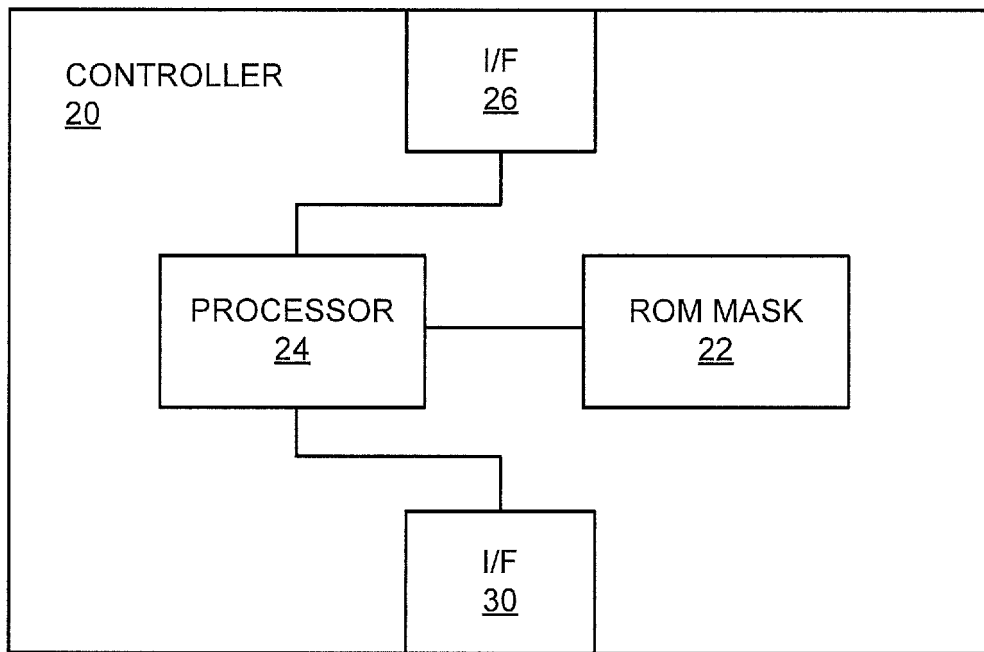 I/F
26
CONTROLLER
20
PROCESSOR
24
ROM MASK
22
I/F
30